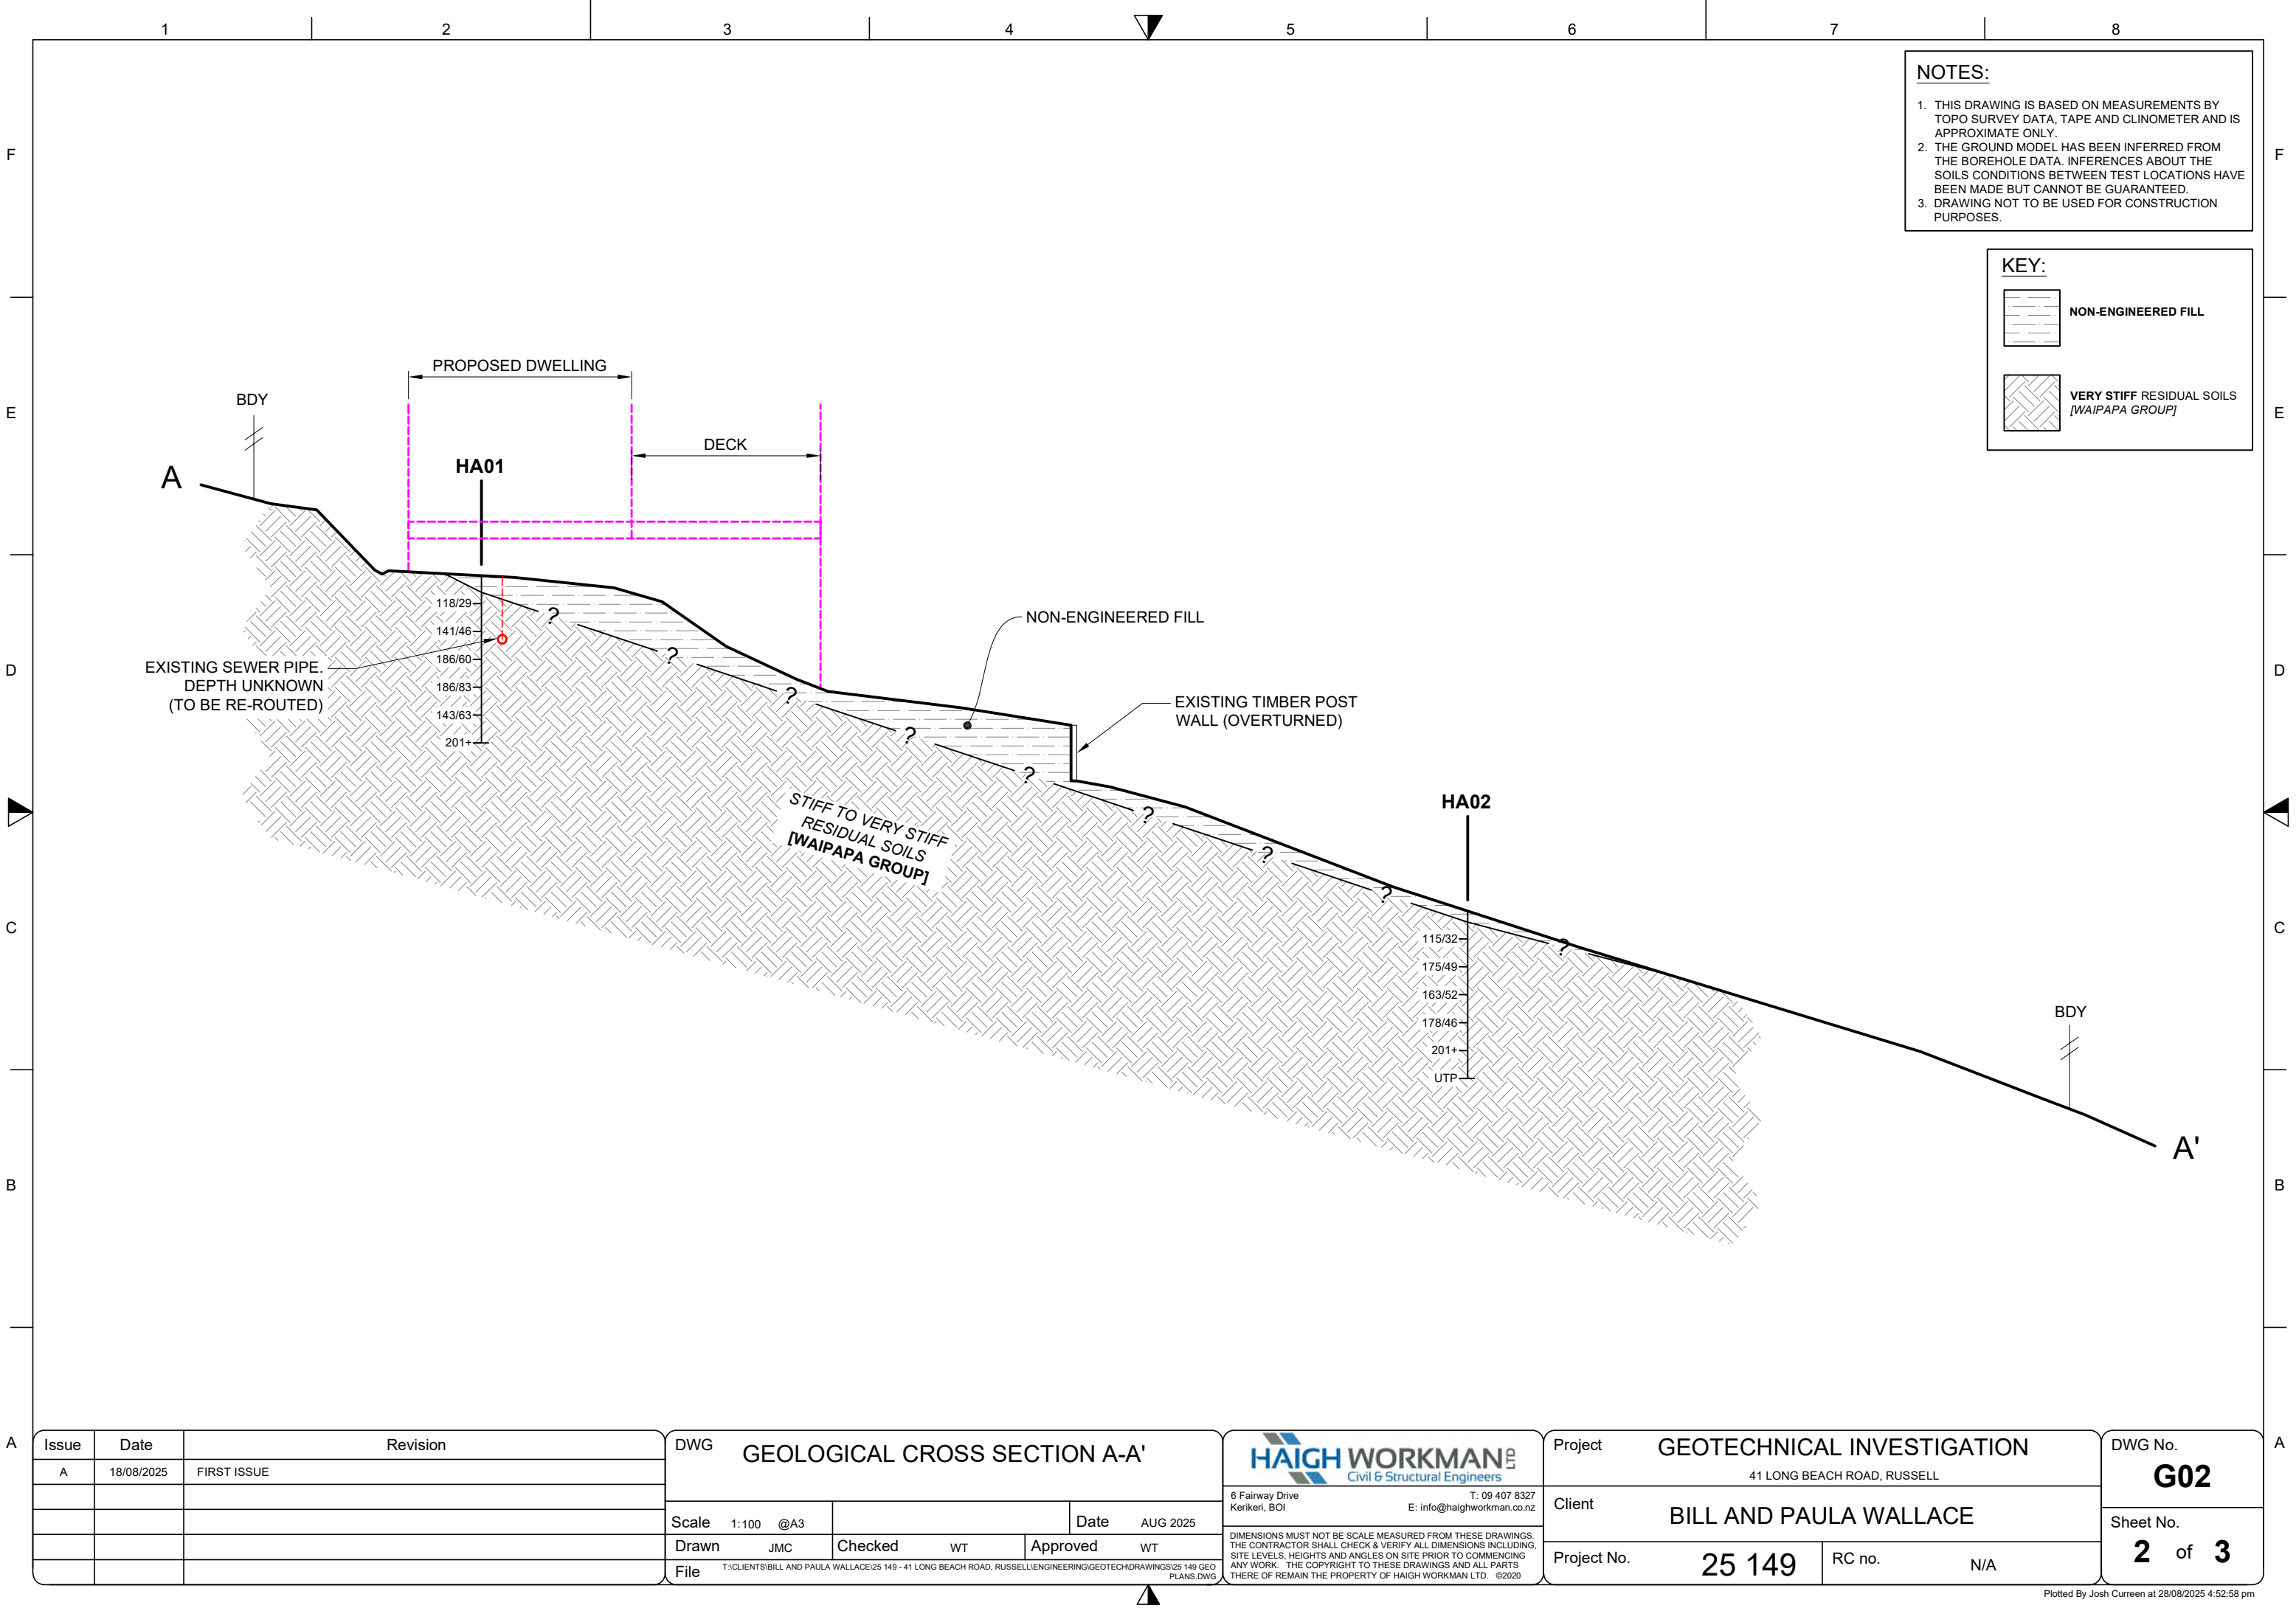 1 2 3 4 5 6 7 8
F F
E E
D D
C C
B B
A A
NOTES:
1. THIS DRAWING IS BASED ON MEASUREMENTS BY
TOPO SURVEY DATA, TAPE AND CLINOMETER AND IS
APPROXIMATE ONLY.
2. THE GROUND MODEL HAS BEEN INFERRED FROM
THE BOREHOLE DATA. INFERENCES ABOUT THE
SOILS CONDITIONS BETWEEN TEST LOCATIONS HAVE
BEEN MADE BUT CANNOT BE GUARANTEED.
3. DRAWING NOT TO BE USED FOR CONSTRUCTION
PURPOSES.
KEY:
NON-ENGINEERED FILL
VERY STIFF RESIDUAL SOILS
[WAIPAPA GROUP]
PROPOSED DWELLING
BDY
DECK
HA01
A
118/29
141/46
186/60
186/83
143/63
201+
? ? ? ? ? ? ? ? ? ?
EXISTING SEWER PIPE.
DEPTH UNKNOWN
(TO BE RE-ROUTED)
NON-ENGINEERED FILL
EXISTING TIMBER POST
WALL (OVERTURNED)
STIFF TO VERY STIFF
RESIDUAL SOILS
[WAIPAPA GROUP]
HA02
115/32
175/49
163/52
178/46
201+
UTP
BDY
A'
Issue Date Revision
A 18/08/2025 FIRST ISSUE
DWG GEOLOGICAL CROSS SECTION A-A'
Scale 1:100 @A3 Date AUG 2025
Drawn JMC Checked WT Approved WT
File T:\CLIENTS\BILL AND PAULA WALLACE\25 149 - 41 LONG BEACH ROAD, RUSSELL\ENGINEERING\GEOTECH\DRAWINGS\25 149 GEO
PLANS.DWG
HAIGH WORKMAN LTD
Civil & Structural Engineers
6 Fairway Drive T: 09 407 8327
Kerikeri, BOI E: info@haighworkman.co.nz
DIMENSIONS MUST NOT BE SCALE MEASURED FROM THESE DRAWINGS.
THE CONTRACTOR SHALL CHECK & VERIFY ALL DIMENSIONS INCLUDING,
SITE LEVELS, HEIGHTS AND ANGLES ON SITE PRIOR TO COMMENCING
ANY WORK. THE COPYRIGHT TO THESE DRAWINGS AND ALL PARTS
THERE OF REMAIN THE PROPERTY OF HAIGH WORKMAN LTD. ©2020
Project GEOTECHNICAL INVESTIGATION
41 LONG BEACH ROAD, RUSSELL
Client BILL AND PAULA WALLACE
Project No. 25 149 RC no. N/A
DWG No.
G02
Sheet No.
2 of 3
Plotted By Josh Curreen at 28/08/2025 4:52:58 pm